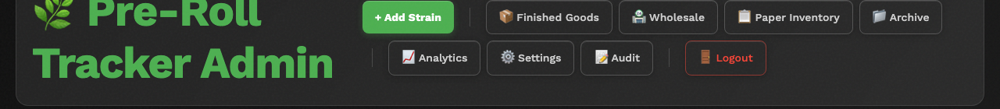 Pre-Roll
Tracker Admin
+ Add Strain
Finished Goods
Wholesale
Paper Inventory
Archive
Analytics
Settings
Audit
Logout